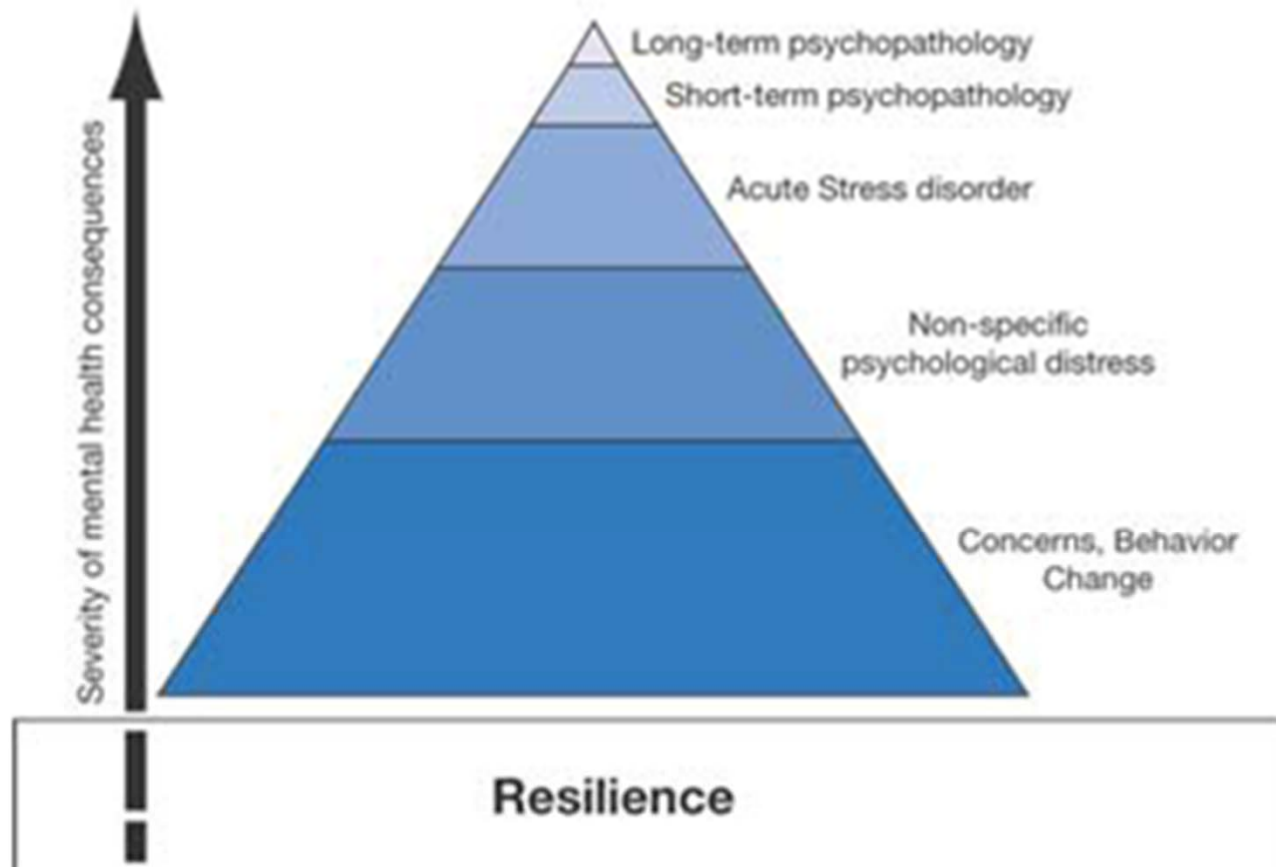 Long-term psychopathology
Short-term psychopathology
Acute Stress disorder
Non-specific
psychological distress
Concerns, Behavior
Change
Severity of mental health consequences
Resilience